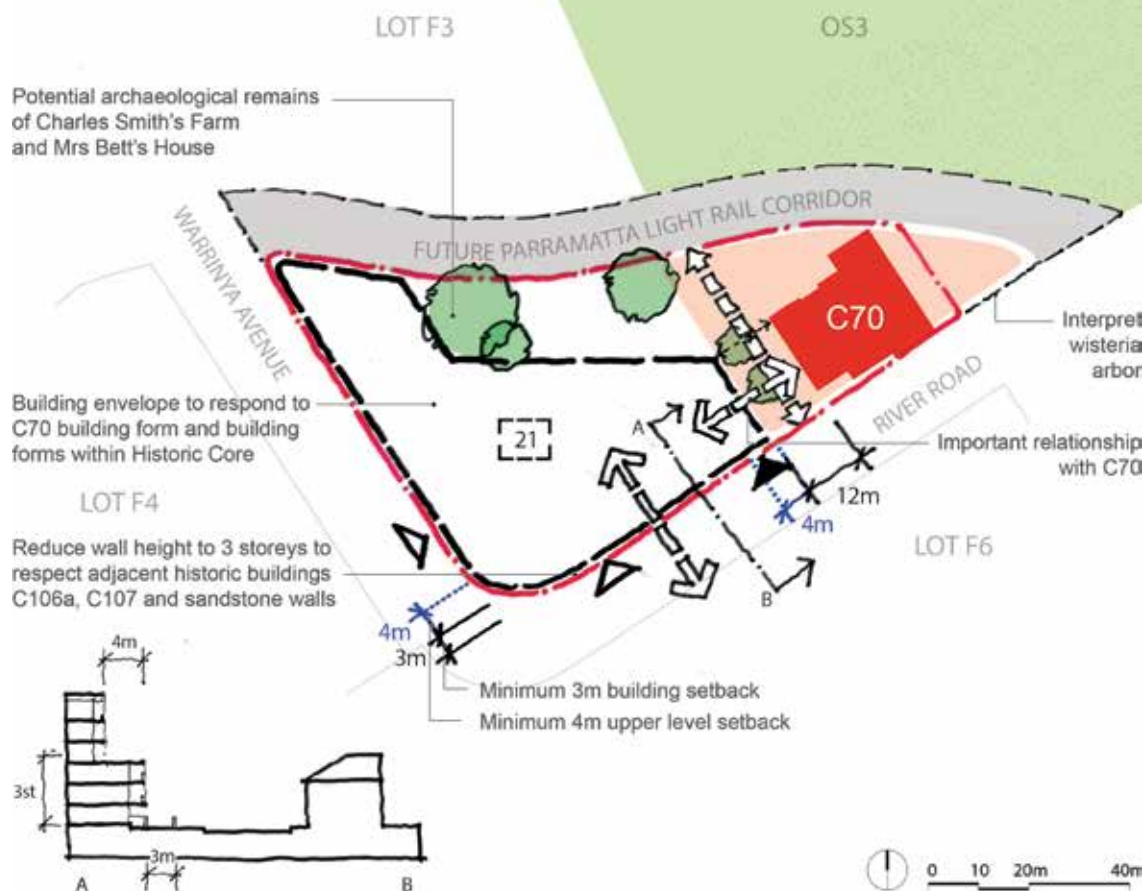 LOT F3
OS3
Potential archaeological remains
of Charles Smith's Farm
and Mrs Bett's House
FUTURE PARRAMATTA LIGHT RAIL CORRIDOR
WARRINYA AVENUE
C70
Interpret
wisteria
arbor
RIVER ROAD
Building envelope to respond to
C70 building form and building
forms within Historic Core
21
A
Important relationship
with C70
12m
4m
LOT F4
LOT F6
Reduce wall height to 3 storeys to
respect adjacent historic buildings
C106a, C107 and sandstone walls
B
4m
3m
4m
Minimum 3m building setback
Minimum 4m upper level setback
3st
3m
A
B
0 10 20m 40m